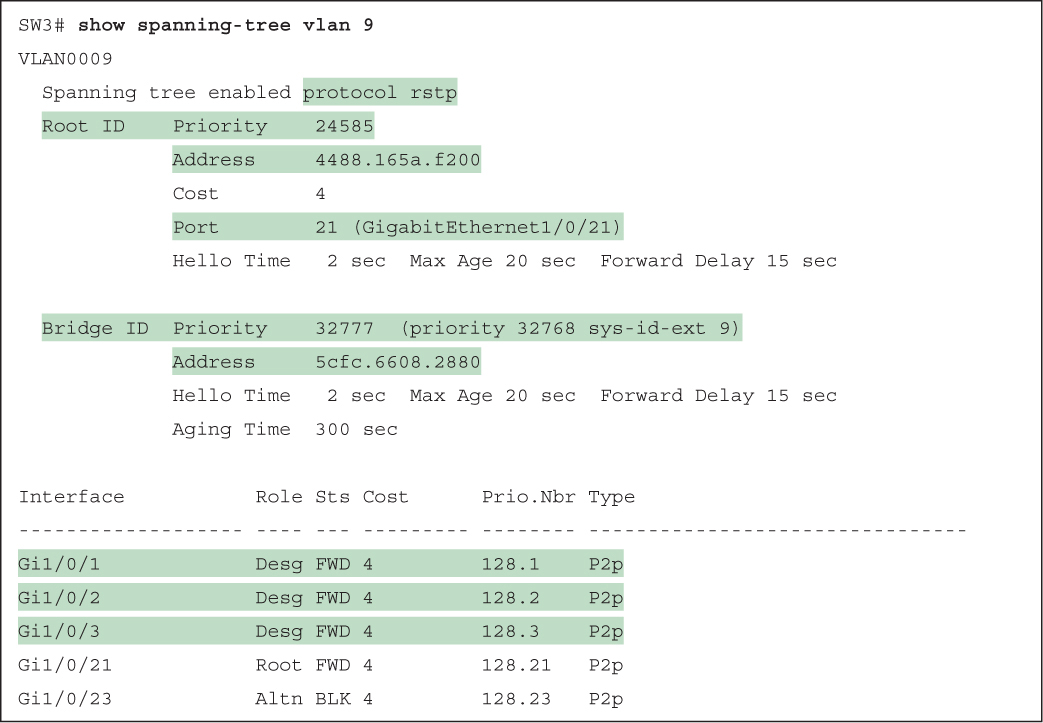 SW3# show spanning-tree vlan 9
VLAN0009
  Spanning tree enabled protocol rstp
  Root ID    Priority    24585
             Address     4488.165a.f200
             Cost        4
             Port        21 (GigabitEthernet1/0/21)
             Hello Time   2 sec  Max Age 20 sec  Forward Delay 15 sec
  Bridge ID  Priority    32777  (priority 32768 sys-id-ext 9)
             Address     5cfc.6608.2880
             Hello Time   2 sec  Max Age 20 sec  Forward Delay 15 sec
             Aging Time  300 sec
Interface           Role Sts Cost      Prio.Nbr Type
------------------- ---- --- --------- -------- --------------------------------
Gi1/0/1             Desg FWD 4         128.1    P2p
Gi1/0/2             Desg FWD 4         128.2    P2p
Gi1/0/3             Desg FWD 4         128.3    P2p
Gi1/0/21            Root FWD 4         128.21   P2p
Gi1/0/23            Altn BLK 4         128.23   P2p